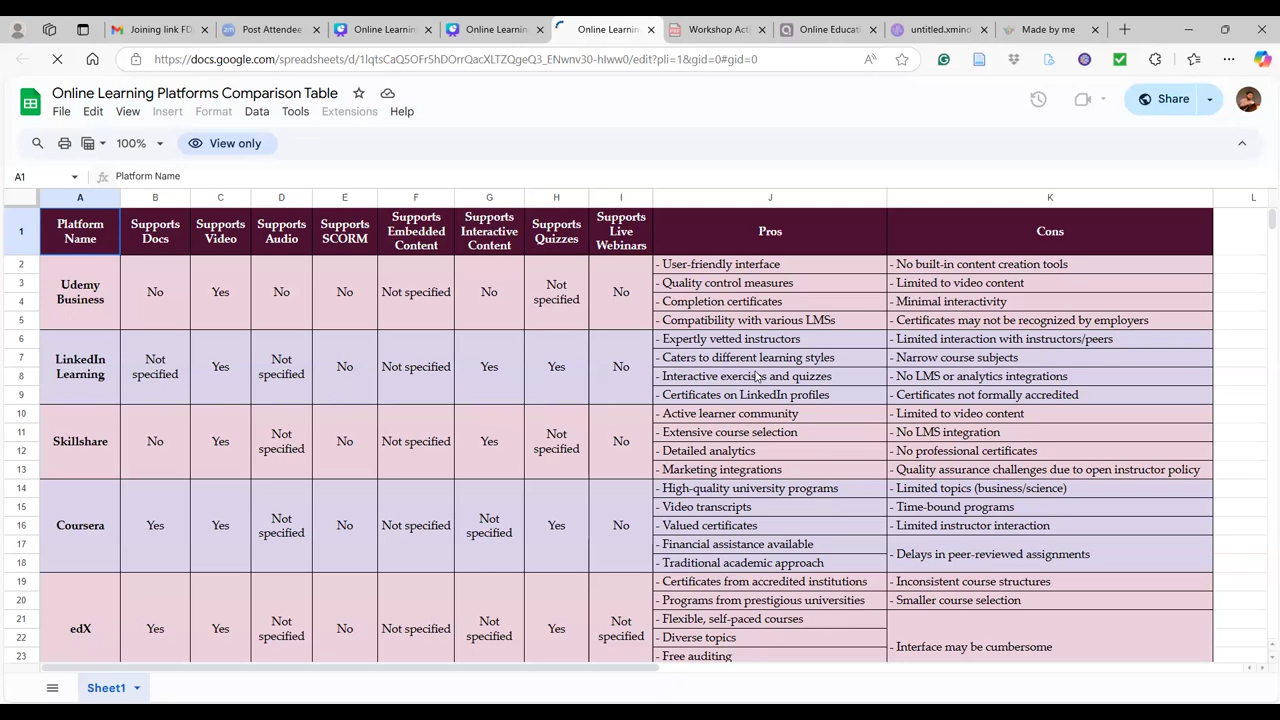 Joining link FD
Post Attendee
Online Learning
Online Learning
Online Learnin
Workshop Acti
Online Educati
untitled.xmind
Made by me
https://docs.google.com/spreadsheets/d/
/edit?pli=1&gid=0#gid=0
Online Learning Platforms Comparison Table
Share
File Edit View Insert Format Data Tools Extensions Help
100% View only
A1 fx Platform Name
A B C D E F G H I J K L
1
Platform Name
Supports Docs
Supports Video
Supports Audio
Supports SCORM
Supports Embedded Content
Supports Interactive Content
Supports Quizzes
Supports Live Webinars
Pros
Cons
2 - User-friendly interface - No built-in content creation tools
3 - Quality control measures - Limited to video content
Udemy Business No Yes No No Not specified No Not specified No
4 - Completion certificates - Minimal interactivity
5 - Compatibility with various LMSs - Certificates may not be recognized by employers
6 - Expertly vetted instructors - Limited interaction with instructors/peers
7 - Caters to different learning styles - Narrow course subjects
LinkedIn Learning Not specified Yes Not specified No Not specified Yes Yes No
8 - Interactive exercises and quizzes - No LMS or analytics integrations
9 - Certificates on LinkedIn profiles - Certificates not formally accredited
10 - Active learner community - Limited to video content
11 - Extensive course selection - No LMS integration
Skillshare No Yes Not specified No Not specified Yes Not specified No
12 - Detailed analytics - No professional certificates
13 - Marketing integrations - Quality assurance challenges due to open instructor policy
14 - High-quality university programs - Limited topics (business/science)
15 - Video transcripts - Time-bound programs
16 - Valued certificates - Limited instructor interaction
Coursera Yes Yes Not specified No Not specified Not specified Yes No
17 - Financial assistance available
- Delays in peer-reviewed assignments
18 - Traditional academic approach
19 - Certificates from accredited institutions - Inconsistent course structures
20 - Programs from prestigious universities - Smaller course selection
21 - Flexible, self-paced courses
edX Yes Yes Not specified No Not specified Not specified Yes Not specified
22 - Diverse topics
- Interface may be cumbersome
23 - Free auditing
Sheet1